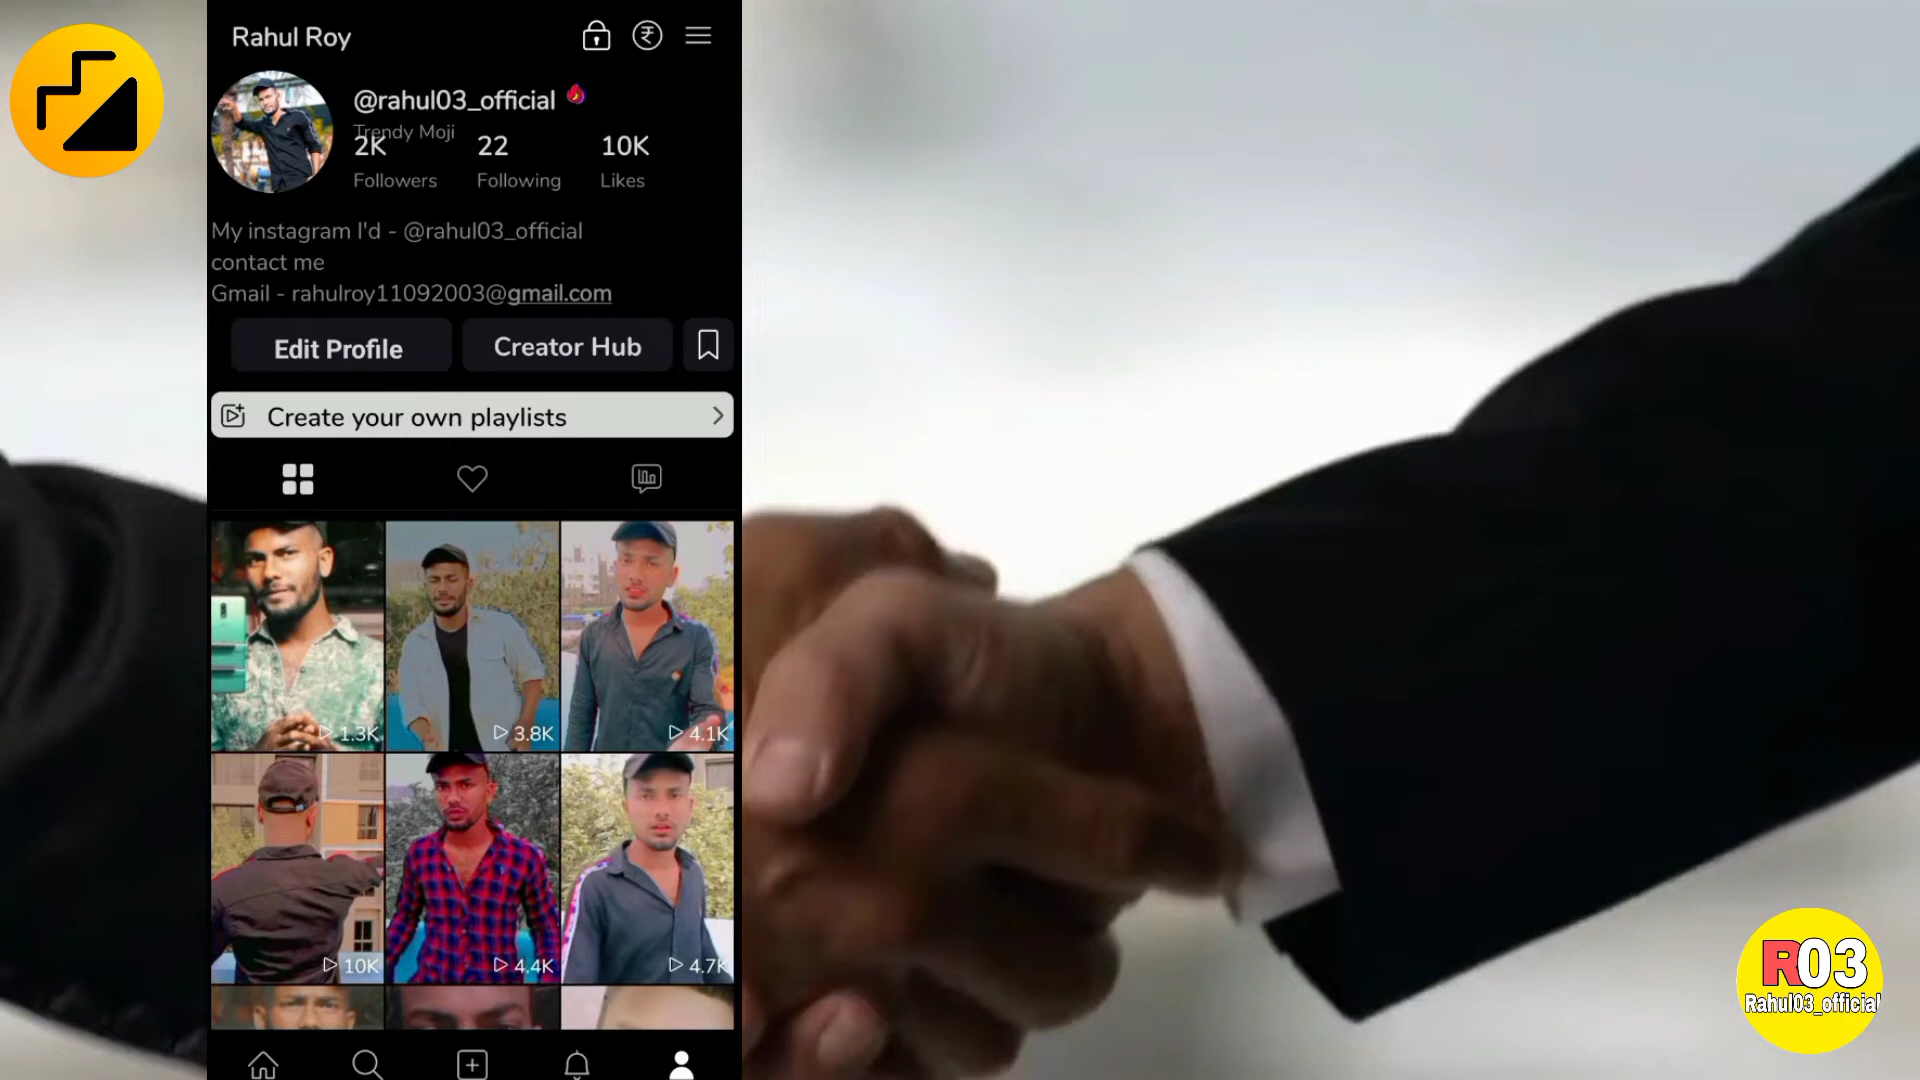 Rahul Roy
@rahul03_official
Trendy Moji
2K 22 10K
Followers Following Likes
My instagram I'd - @rahul03_official
contact me
Gmail - rahulroy11092003@gmail.com
Edit Profile Creator Hub
Create your own playlists
1.3K 3.8K 4.1K
10K 4.4K 4.7K
R03
Rahul03_official